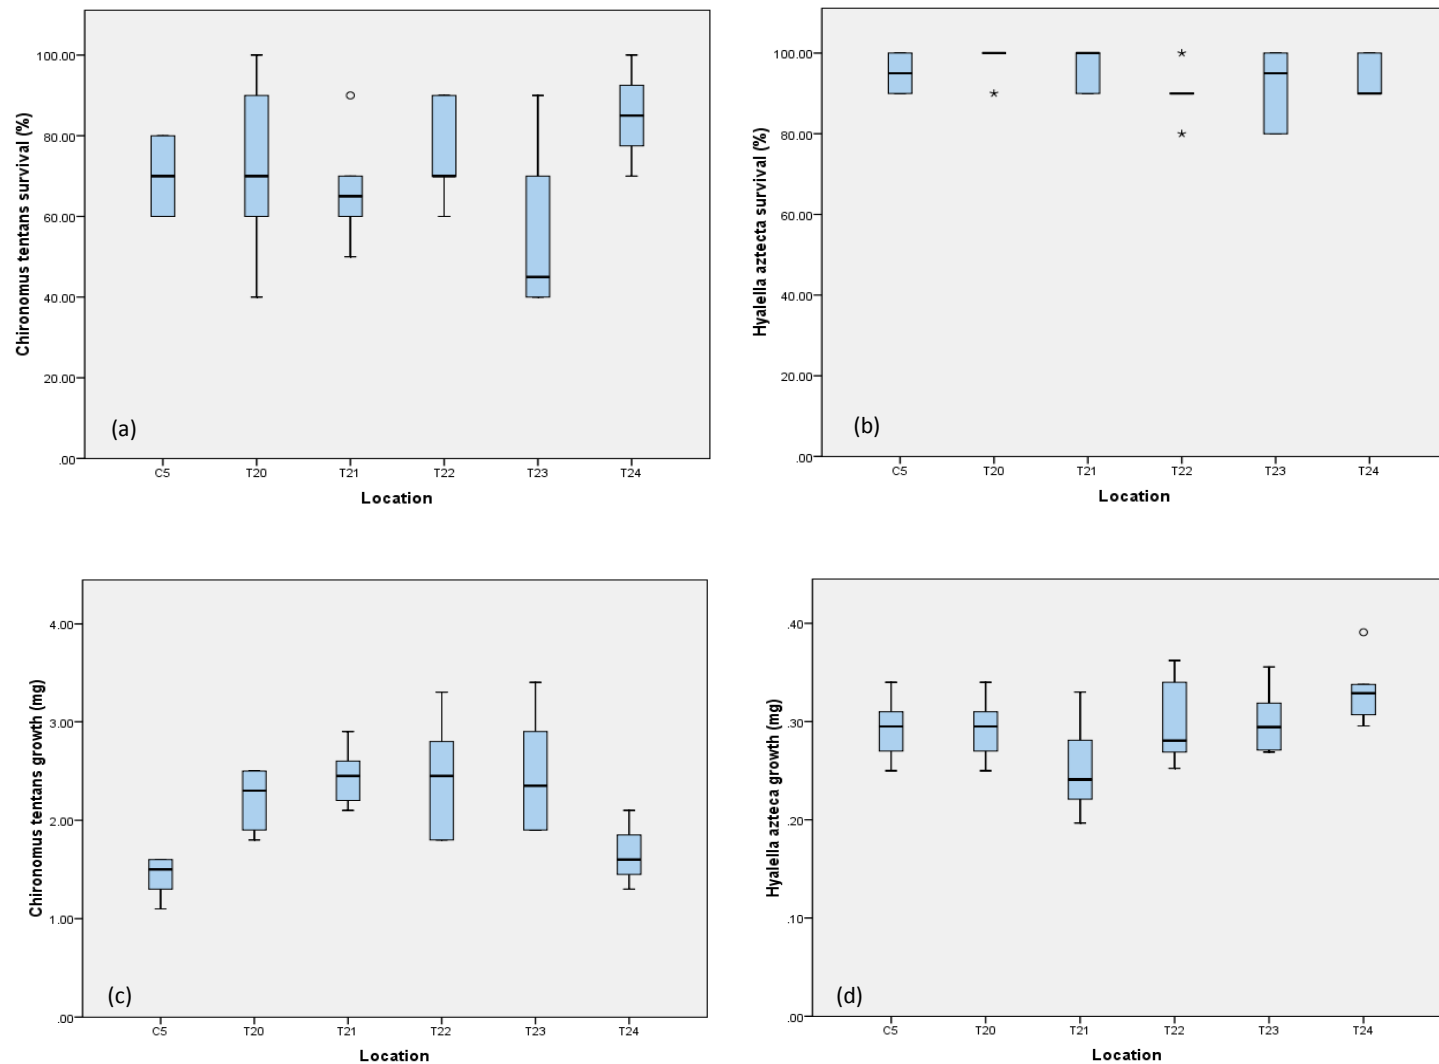 Chironomus tentans survival (%)
100.00
80.00
60.00
40.00
20.00
.00
(a)
C5 T20 T21 T22 T23 T24
Location
Hyalella aztecta survival (%)
100.00
80.00
60.00
40.00
20.00
.00
(b)
C5 T20 T21 T22 T23 T24
Location
Chironomus tentans growth (mg)
4.00
3.00
2.00
1.00
.00
(c)
C5 T20 T21 T22 T23 T24
Location
Hyalella azteca growth (mg)
.40
.30
.20
.10
.00
(d)
C5 T20 T21 T22 T23 T24
Location